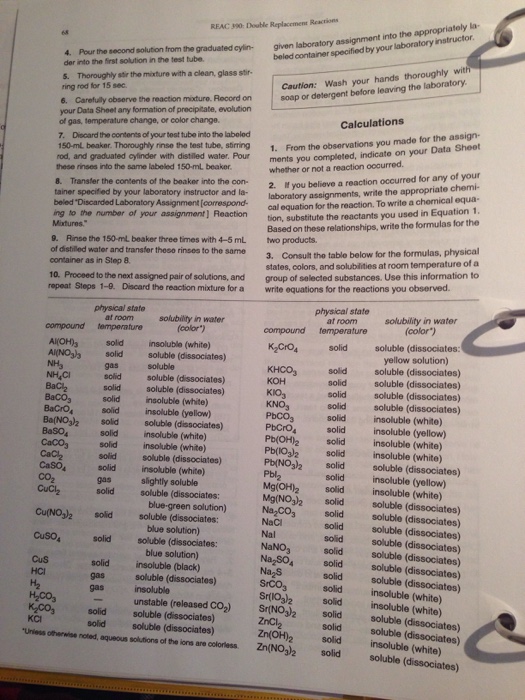 68
REAC 390: Double Replacement Reactions
4. Pour the second solution from the graduated cylin-
der into the first solution in the test tube.
5. Thoroughly stir the mixture with a clean, glass stir-
ring rod for 15 sec.
6. Carefully observe the reaction mixture. Record on
your Data Sheet any formation of precipitate, evolution
of gas, temperature change, or color change.
7. Discard the contents of your test tube into the labeled
150-mL beaker. Thoroughly rinse the test tube, stirring
rod, and graduated cylinder with distilled water. Pour
these rinses into the same labeled 150-mL beaker.
8. Transfer the contents of the beaker into the con-
tainer specified by your laboratory instructor and la-
beled "Discarded Laboratory Assignment [correspond-
ing to the number of your assignment] Reaction
Mixtures."
9. Rinse the 150-mL beaker three times with 4–5 mL
of distilled water and transfer these rinses to the same
container as in Step 8.
10. Proceed to the next assigned pair of solutions, and
repeat Steps 1–9. Discard the reaction mixture for a
given laboratory assignment into the appropriately la-
beled container specified by your laboratory instructor.
Caution: Wash your hands thoroughly with
soap or detergent before leaving the laboratory.
Calculations
1. From the observations you made for the assign-
ments you completed, indicate on your Data Sheet
whether or not a reaction occurred.
2. If you believe a reaction occurred for any of your
laboratory assignments, write the appropriate chemi-
cal equation for the reaction. To write a chemical equa-
tion, substitute the reactants you used in Equation 1.
Based on these relationships, write the formulas for the
two products.
3. Consult the table below for the formulas, physical
states, colors, and solubilities at room temperature of a
group of selected substances. Use this information to
write equations for the reactions you observed.
physical state
at room solubility in water
compound temperature (color*)
Al(OH)₃ solid insoluble (white)
Al(NO₃)₃ solid soluble (dissociates)
NH₃ gas soluble
NH₄Cl solid soluble (dissociates)
BaCl₂ solid soluble (dissociates)
BaCO₃ solid insoluble (white)
BaCrO₄ solid insoluble (yellow)
Ba(NO₃)₂ solid soluble (dissociates)
BaSO₄ solid insoluble (white)
CaCO₃ solid insoluble (white)
CaCl₂ solid soluble (dissociates)
CaSO₄ solid insoluble (white)
CO₂ gas slightly soluble
CuCl₂ solid soluble (dissociates:
blue-green solution)
Cu(NO₃)₂ solid soluble (dissociates:
blue solution)
CuSO₄ solid soluble (dissociates:
blue solution)
CuS solid insoluble (black)
HCl gas soluble (dissociates)
H₂ gas insoluble
H₂CO₃ — unstable (released CO₂)
K₂CO₃ solid soluble (dissociates)
KCl solid soluble (dissociates)
*Unless otherwise noted, aqueous solutions of the ions are colorless.
physical state
at room solubility in water
compound temperature (color*)
K₂CrO₄ solid soluble (dissociates:
yellow solution)
KHCO₃ solid soluble (dissociates)
KOH solid soluble (dissociates)
KIO₃ solid soluble (dissociates)
KNO₃ solid soluble (dissociates)
PbCO₃ solid insoluble (white)
PbCrO₄ solid insoluble (yellow)
Pb(OH)₂ solid insoluble (white)
Pb(IO₃)₂ solid insoluble (white)
Pb(NO₃)₂ solid soluble (dissociates)
PbI₂ solid insoluble (yellow)
Mg(OH)₂ solid insoluble (white)
Mg(NO₃)₂ solid soluble (dissociates)
Na₂CO₃ solid soluble (dissociates)
NaCl solid soluble (dissociates)
NaI solid soluble (dissociates)
NaNO₃ solid soluble (dissociates)
Na₂SO₄ solid soluble (dissociates)
Na₂S solid soluble (dissociates)
SrCO₃ solid insoluble (white)
Sr(IO₃)₂ solid insoluble (white)
Sr(NO₃)₂ solid soluble (dissociates)
ZnCl₂ solid soluble (dissociates)
Zn(OH)₂ solid insoluble (white)
Zn(NO₃)₂ solid soluble (dissociates)